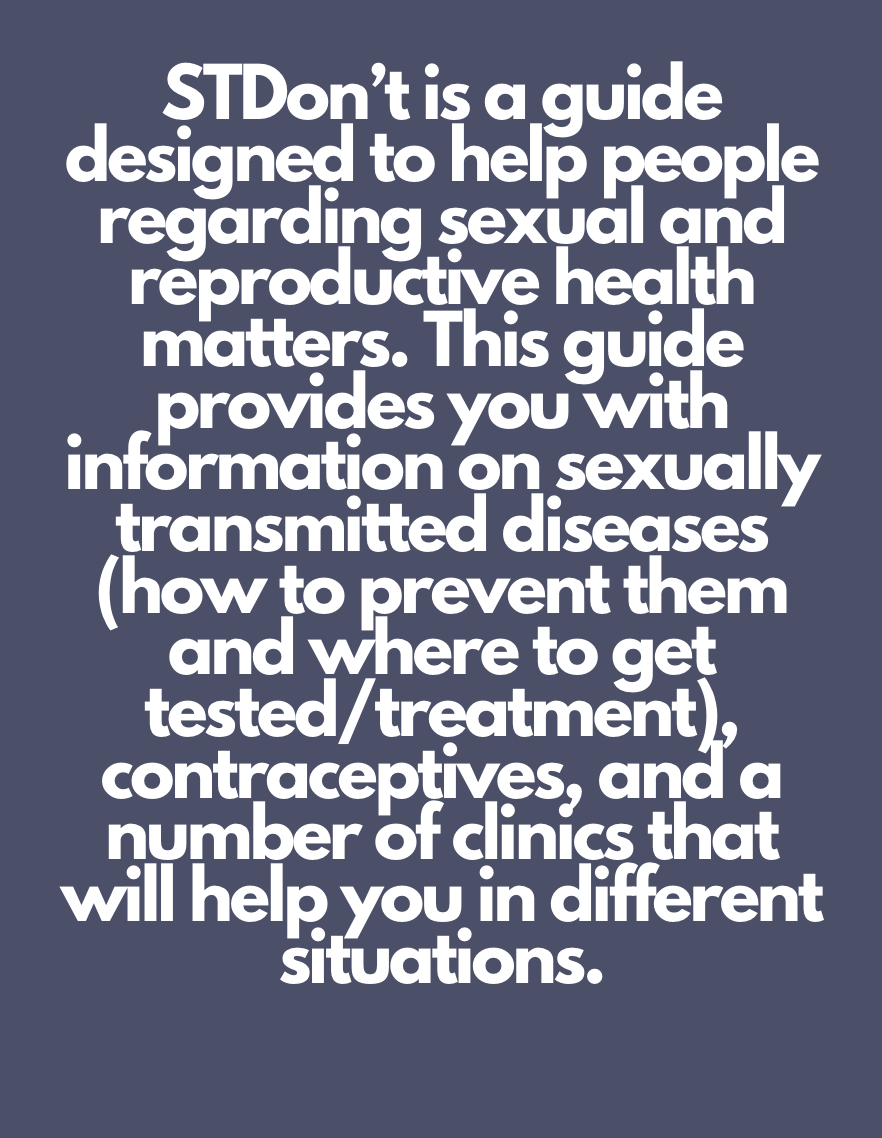 STDon’t is a guide
designed to help people
regarding sexual and
reproductive health
matters. This guide
provides you with
information on sexually
transmitted diseases
(how to prevent them
and where to get
tested/treatment),
contraceptives, and a
number of clinics that
will help you in different
situations.